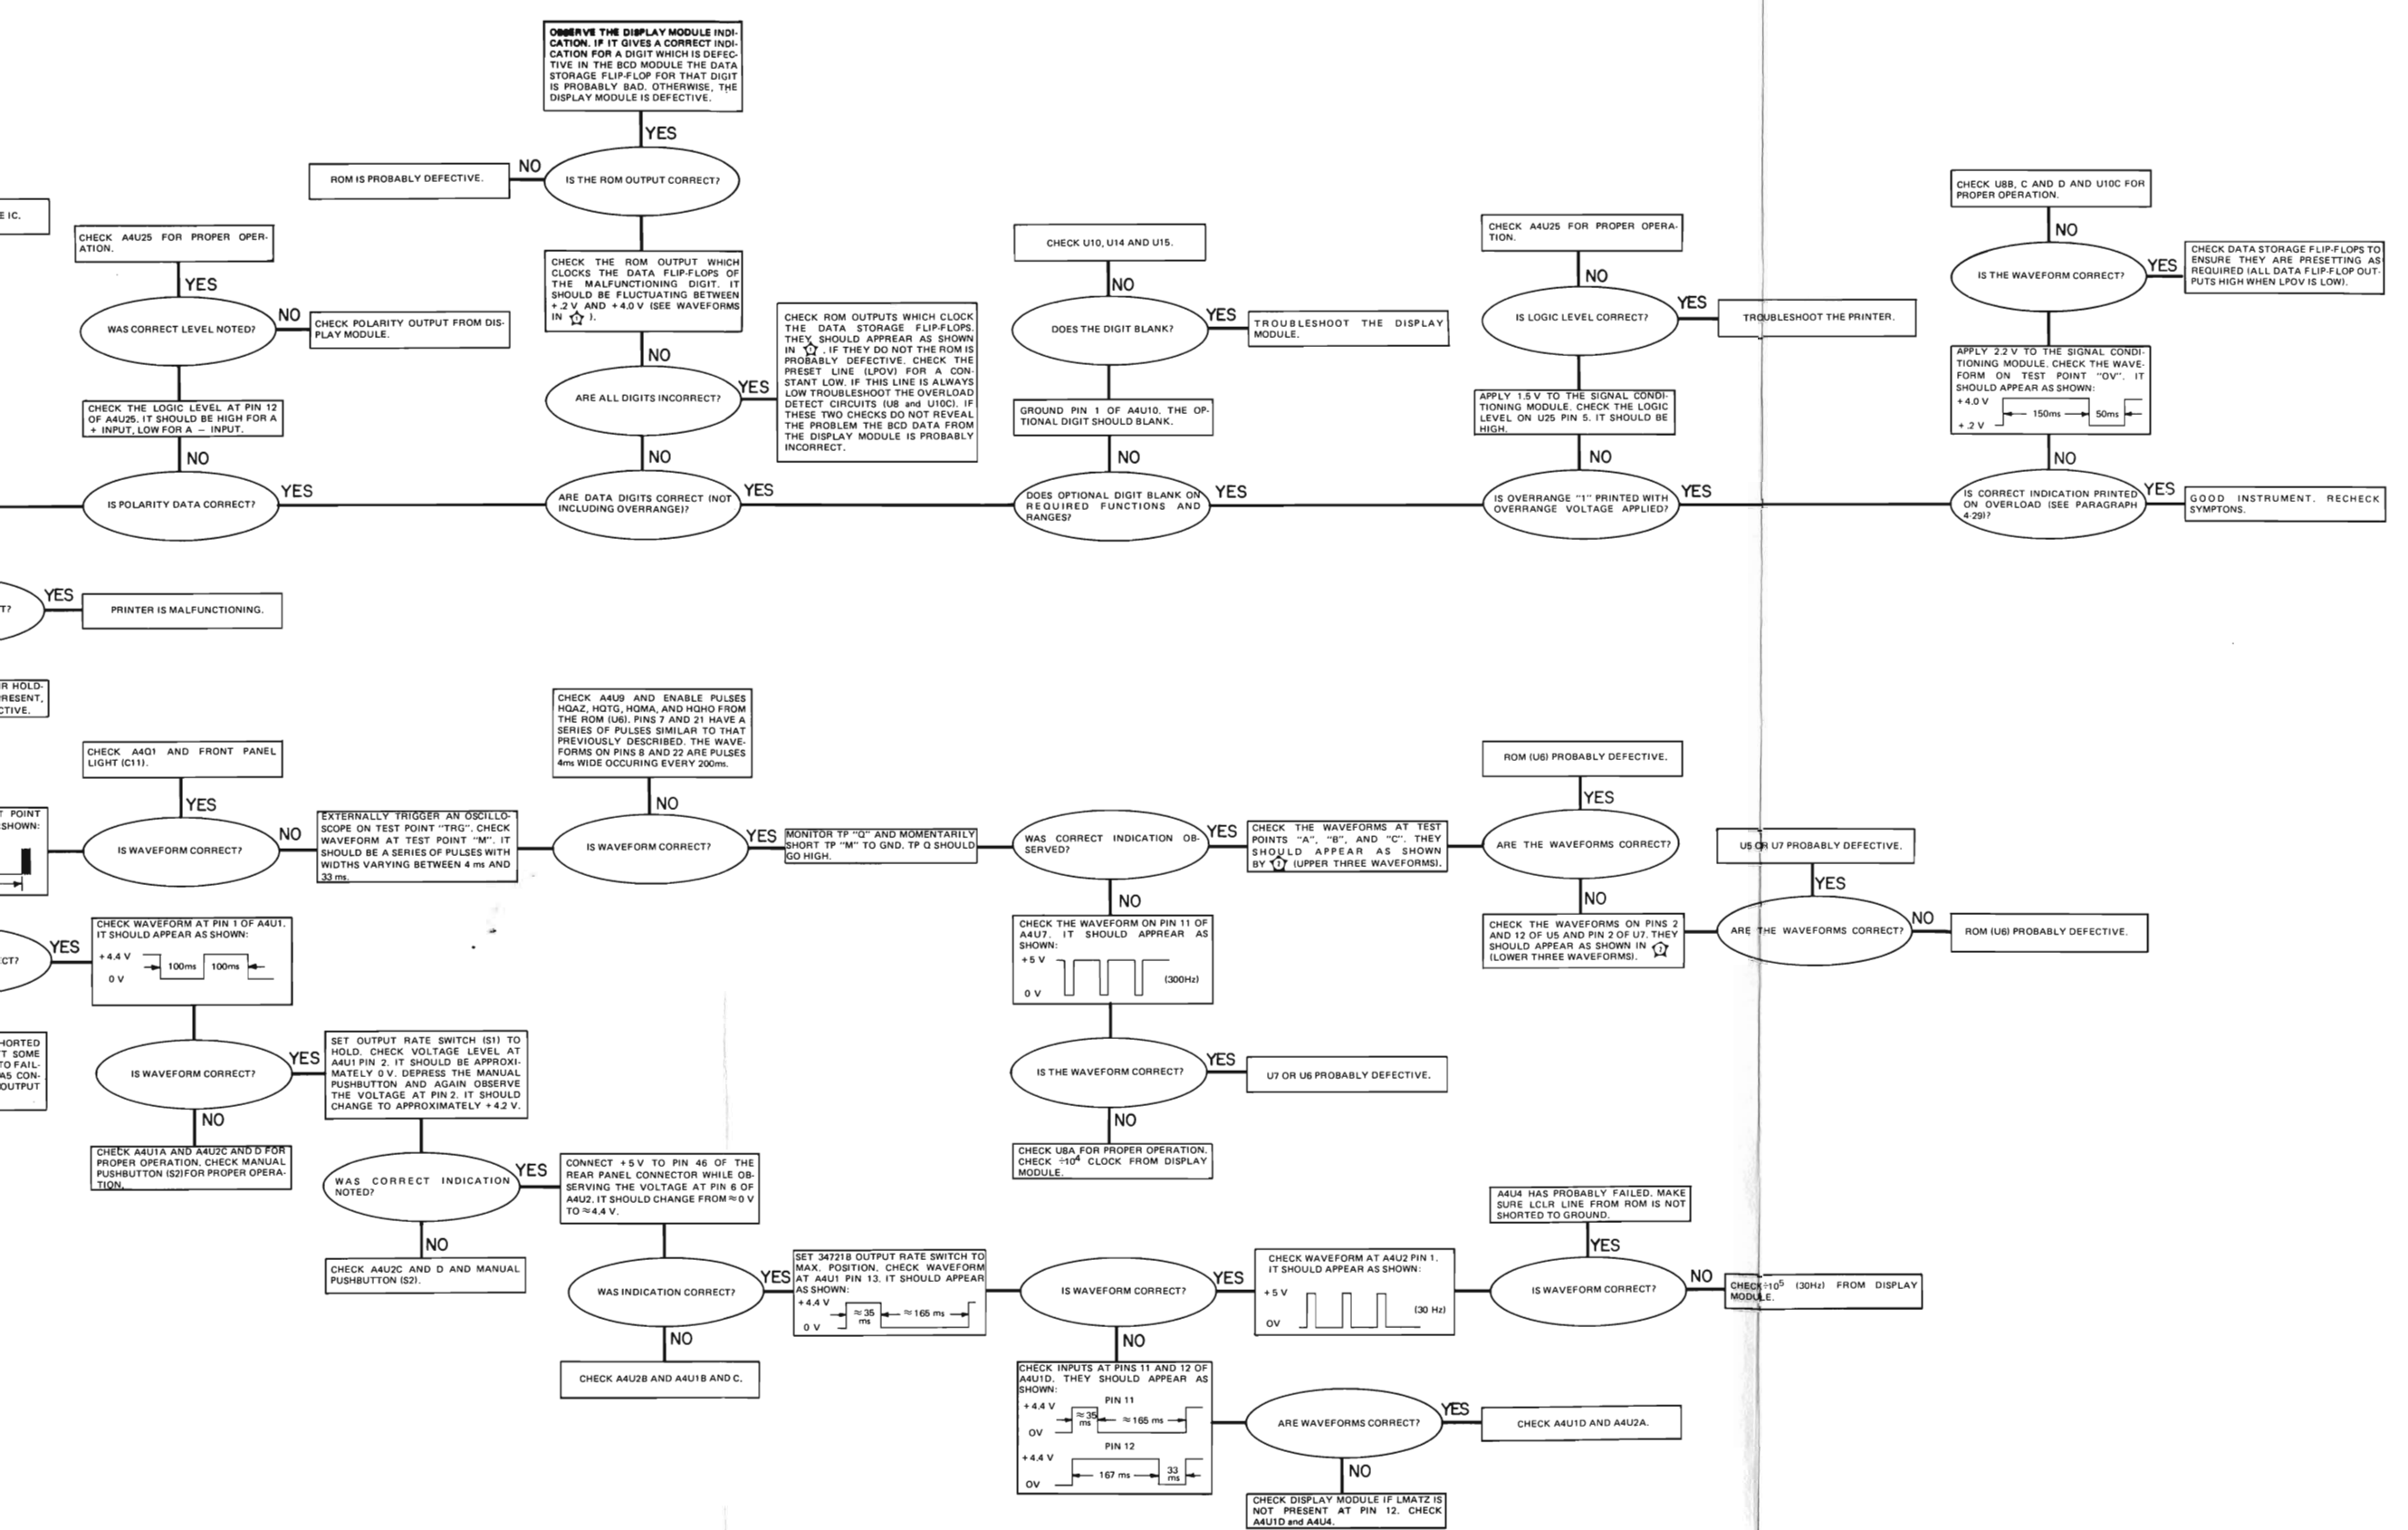 OBSERVE THE DISPLAY MODULE INDI-
CATION. IF IT GIVES A CORRECT INDI-
CATION FOR A DIGIT WHICH IS DEFEC-
TIVE IN THE BCD MODULE THE DATA
STORAGE FLIP-FLOP FOR THAT DIGIT
IS PROBABLY BAD. OTHERWISE, THE
DISPLAY MODULE IS DEFECTIVE.
YES
NO
ROM IS PROBABLY DEFECTIVE.
IS THE ROM OUTPUT CORRECT?
E IC.
CHECK A4U25 FOR PROPER OPER-
ATION.
YES
WAS CORRECT LEVEL NOTED?
NO
CHECK POLARITY OUTPUT FROM DIS-
PLAY MODULE.
CHECK THE LOGIC LEVEL AT PIN 12
OF A4U25. IT SHOULD BE HIGH FOR A
+ INPUT, LOW FOR A − INPUT.
NO
IS POLARITY DATA CORRECT?
YES
CHECK THE ROM OUTPUT WHICH
CLOCKS THE DATA FLIP-FLOPS OF
THE MALFUNCTIONING DIGIT. IT
SHOULD BE FLUCTUATING BETWEEN
+.2 V AND +4.0 V (SEE WAVEFORMS
IN 1 ).
NO
ARE ALL DIGITS INCORRECT?
YES
CHECK ROM OUTPUTS WHICH CLOCK
THE DATA STORAGE FLIP-FLOPS.
THEY SHOULD APPREAR AS SHOWN
IN 1 . IF THEY DO NOT THE ROM IS
PROBABLY DEFECTIVE. CHECK THE
PRESET LINE (LPOV) FOR A CON-
STANT LOW. IF THIS LINE IS ALWAYS
LOW TROUBLESHOOT THE OVERLOAD
DETECT CIRCUITS (U8 and U10C). IF
THESE TWO CHECKS DO NOT REVEAL
THE PROBLEM THE BCD DATA FROM
THE DISPLAY MODULE IS PROBABLY
INCORRECT.
NO
ARE DATA DIGITS CORRECT (NOT
INCLUDING OVERRANGE)?
YES
CHECK U10, U14 AND U15.
NO
DOES THE DIGIT BLANK?
YES
TROUBLESHOOT THE DISPLAY
MODULE.
GROUND PIN 1 OF A4U10. THE OP-
TIONAL DIGIT SHOULD BLANK.
NO
DOES OPTIONAL DIGIT BLANK ON
REQUIRED FUNCTIONS AND
RANGES?
YES
CHECK A4U25 FOR PROPER OPERA-
TION.
NO
IS LOGIC LEVEL CORRECT?
YES
TROUBLESHOOT THE PRINTER.
APPLY 1.5 V TO THE SIGNAL CONDI-
TIONING MODULE. CHECK THE LOGIC
LEVEL ON U25 PIN 5. IT SHOULD BE
HIGH.
NO
IS OVERRANGE "1" PRINTED WITH
OVERRANGE VOLTAGE APPLIED?
YES
CHECK U8B, C AND D AND U10C FOR
PROPER OPERATION.
NO
IS THE WAVEFORM CORRECT?
YES
CHECK DATA STORAGE FLIP-FLOPS TO
ENSURE THEY ARE PRESETTING AS
REQUIRED (ALL DATA FLIP-FLOP OUT-
PUTS HIGH WHEN LPOV IS LOW).
APPLY 2.2 V TO THE SIGNAL CONDI-
TIONING MODULE. CHECK THE WAVE-
FORM ON TEST POINT "OV". IT
SHOULD APPEAR AS SHOWN:
+4.0 V
150ms
50ms
+.2 V
NO
IS CORRECT INDICATION PRINTED
ON OVERLOAD (SEE PARAGRAPH
4-29)?
YES
GOOD INSTRUMENT. RECHECK
SYMPTONS.
T?
YES
PRINTER IS MALFUNCTIONING.
R HOLD-
RESENT,
CTIVE.
CHECK A4Q1 AND FRONT PANEL
LIGHT (C11).
YES
T POINT
SHOWN:
IS WAVEFORM CORRECT?
NO
EXTERNALLY TRIGGER AN OSCILLO-
SCOPE ON TEST POINT "TRG". CHECK
WAVEFORM AT TEST POINT "M". IT
SHOULD BE A SERIES OF PULSES WITH
WIDTHS VARYING BETWEEN 4 ms AND
33 ms.
CHECK A4U9 AND ENABLE PULSES
HQAZ, HQTG, HQMA, AND HQHO FROM
THE ROM (U6). PINS 7 AND 21 HAVE A
SERIES OF PULSES SIMILAR TO THAT
PREVIOUSLY DESCRIBED. THE WAVE-
FORMS ON PINS 8 AND 22 ARE PULSES
4ms WIDE OCCURING EVERY 200ms.
NO
IS WAVEFORM CORRECT?
YES
MONITOR TP "Q" AND MOMENTARILY
SHORT TP "M" TO GND. TP Q SHOULD
GO HIGH.
WAS CORRECT INDICATION OB-
SERVED?
YES
CHECK THE WAVEFORMS AT TEST
POINTS "A", "B", AND "C". THEY
SHOULD APPEAR AS SHOWN
BY 2 (UPPER THREE WAVEFORMS).
ROM (U6) PROBABLY DEFECTIVE.
YES
ARE THE WAVEFORMS CORRECT?
NO
CHECK THE WAVEFORMS ON PINS 2
AND 12 OF U5 AND PIN 2 OF U7. THEY
SHOULD APPEAR AS SHOWN IN 2
(LOWER THREE WAVEFORMS).
U5 OR U7 PROBABLY DEFECTIVE.
YES
ARE THE WAVEFORMS CORRECT?
NO
ROM (U6) PROBABLY DEFECTIVE.
NO
CHECK THE WAVEFORM ON PIN 11 OF
A4U7. IT SHOULD APPREAR AS
SHOWN:
+5 V
(300Hz)
0 V
IS THE WAVEFORM CORRECT?
YES
U7 OR U6 PROBABLY DEFECTIVE.
NO
CHECK U8A FOR PROPER OPERATION.
CHECK ÷10⁴ CLOCK FROM DISPLAY
MODULE.
CT?
YES
CHECK WAVEFORM AT PIN 1 OF A4U1.
IT SHOULD APPEAR AS SHOWN:
+4.4 V
100ms
100ms
0 V
HORTED
T SOME
TO FAIL-
A5 CON-
OUTPUT
IS WAVEFORM CORRECT?
YES
SET OUTPUT RATE SWITCH (S1) TO
HOLD. CHECK VOLTAGE LEVEL AT
A4U1 PIN 2. IT SHOULD BE APPROXI-
MATELY 0 V. DEPRESS THE MANUAL
PUSHBUTTON AND AGAIN OBSERVE
THE VOLTAGE AT PIN 2. IT SHOULD
CHANGE TO APPROXIMATELY +4.2 V.
NO
CHECK A4U1A AND A4U2C AND D FOR
PROPER OPERATION. CHECK MANUAL
PUSHBUTTON (S2) FOR PROPER OPERA-
TION.
WAS CORRECT INDICATION
NOTED?
YES
CONNECT +5 V TO PIN 46 OF THE
REAR PANEL CONNECTOR WHILE OB-
SERVING THE VOLTAGE AT PIN 6 OF
A4U2. IT SHOULD CHANGE FROM ≈0 V
TO ≈4.4 V.
NO
CHECK A4U2C AND D AND MANUAL
PUSHBUTTON (S2).
WAS INDICATION CORRECT?
YES
SET 34721B OUTPUT RATE SWITCH TO
MAX. POSITION. CHECK WAVEFORM
AT A4U1 PIN 13. IT SHOULD APPEAR
AS SHOWN:
+4.4 V
≈35
ms
≈165 ms
0 V
NO
CHECK A4U2B AND A4U1B AND C.
IS WAVEFORM CORRECT?
YES
CHECK WAVEFORM AT A4U2 PIN 1.
IT SHOULD APPEAR AS SHOWN:
+5 V
(30 Hz)
0V
A4U4 HAS PROBABLY FAILED. MAKE
SURE LCLR LINE FROM ROM IS NOT
SHORTED TO GROUND.
YES
IS WAVEFORM CORRECT?
NO
CHECK ÷10⁵ (30Hz) FROM DISPLAY
MODULE.
NO
CHECK INPUTS AT PINS 11 AND 12 OF
A4U1D. THEY SHOULD APPEAR AS
SHOWN:
PIN 11
+4.4 V
≈35
ms
≈165 ms
0V
PIN 12
+4.4 V
167 ms
33
ms
0V
ARE WAVEFORMS CORRECT?
YES
CHECK A4U1D AND A4U2A.
NO
CHECK DISPLAY MODULE IF LMATZ IS
NOT PRESENT AT PIN 12. CHECK
A4U1D and A4U4.